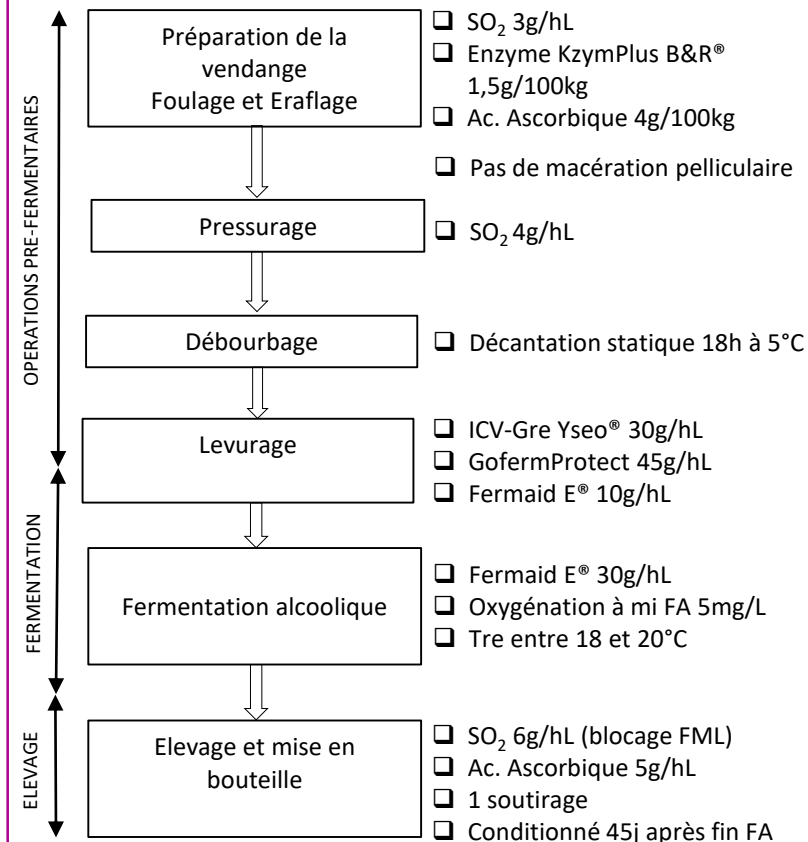 OPERATIONS PRE-FERMENTAIRES
Préparation de la
vendange
Foulage et Eraflage
❑ SO₂ 3g/hL
❑ Enzyme KzymPlus B&R®
1,5g/100kg
❑ Ac. Ascorbique 4g/100kg
❑ Pas de macération pelliculaire
Pressurage
❑ SO₂ 4g/hL
Débourbage
❑ Décantation statique 18h à 5°C
Levurage
❑ ICV-Gre Yseo® 30g/hL
❑ GofermProtect 45g/hL
❑ Fermaid E® 10g/hL
FERMENTATION
Fermentation alcoolique
❑ Fermaid E® 30g/hL
❑ Oxygénation à mi FA 5mg/L
❑ Tre entre 18 et 20°C
ELEVAGE
Elevage et mise en
bouteille
❑ SO₂ 6g/hL (blocage FML)
❑ Ac. Ascorbique 5g/hL
❑ 1 soutirage
❑ Conditionné 45j après fin FA